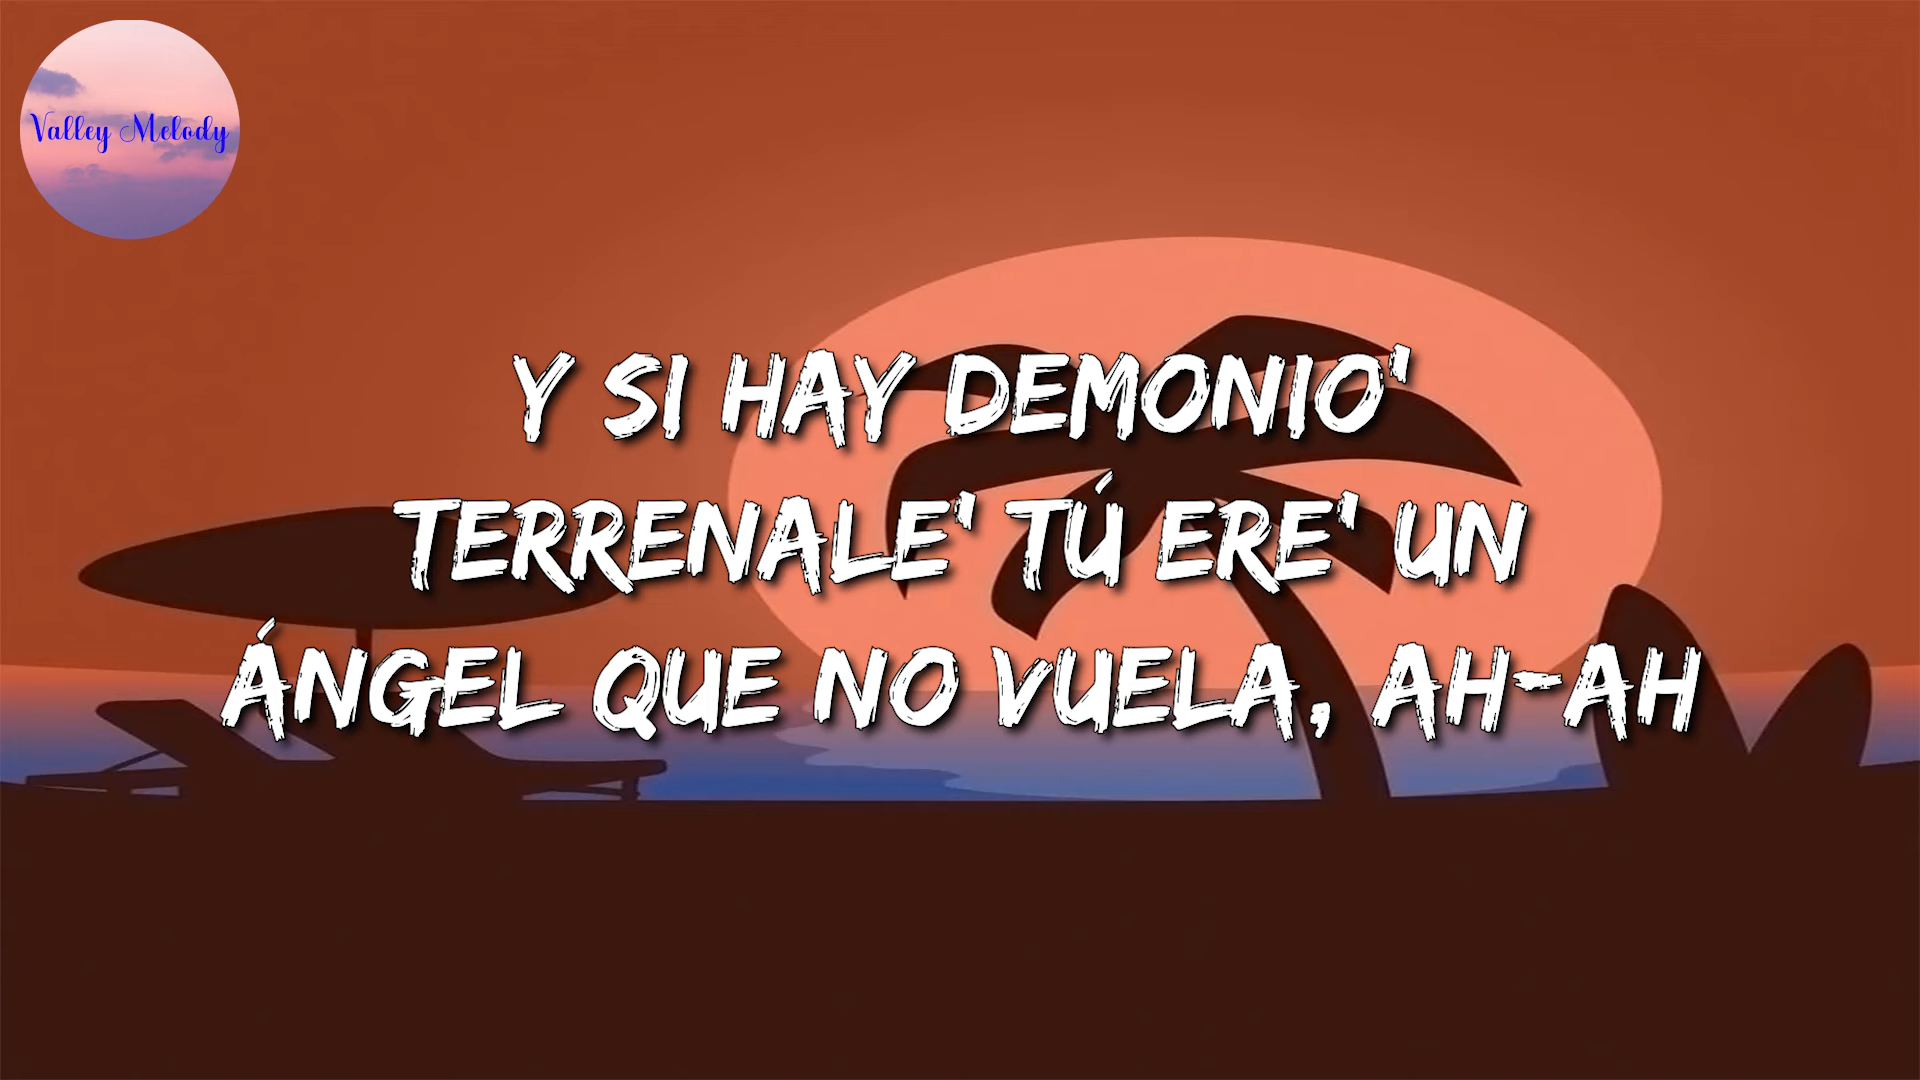 Valley Melody
Y SI HAY DEMONIO'
TERRENALE' TÚ ERE' UN
ÁNGEL QUE NO VUELA, AH-AH